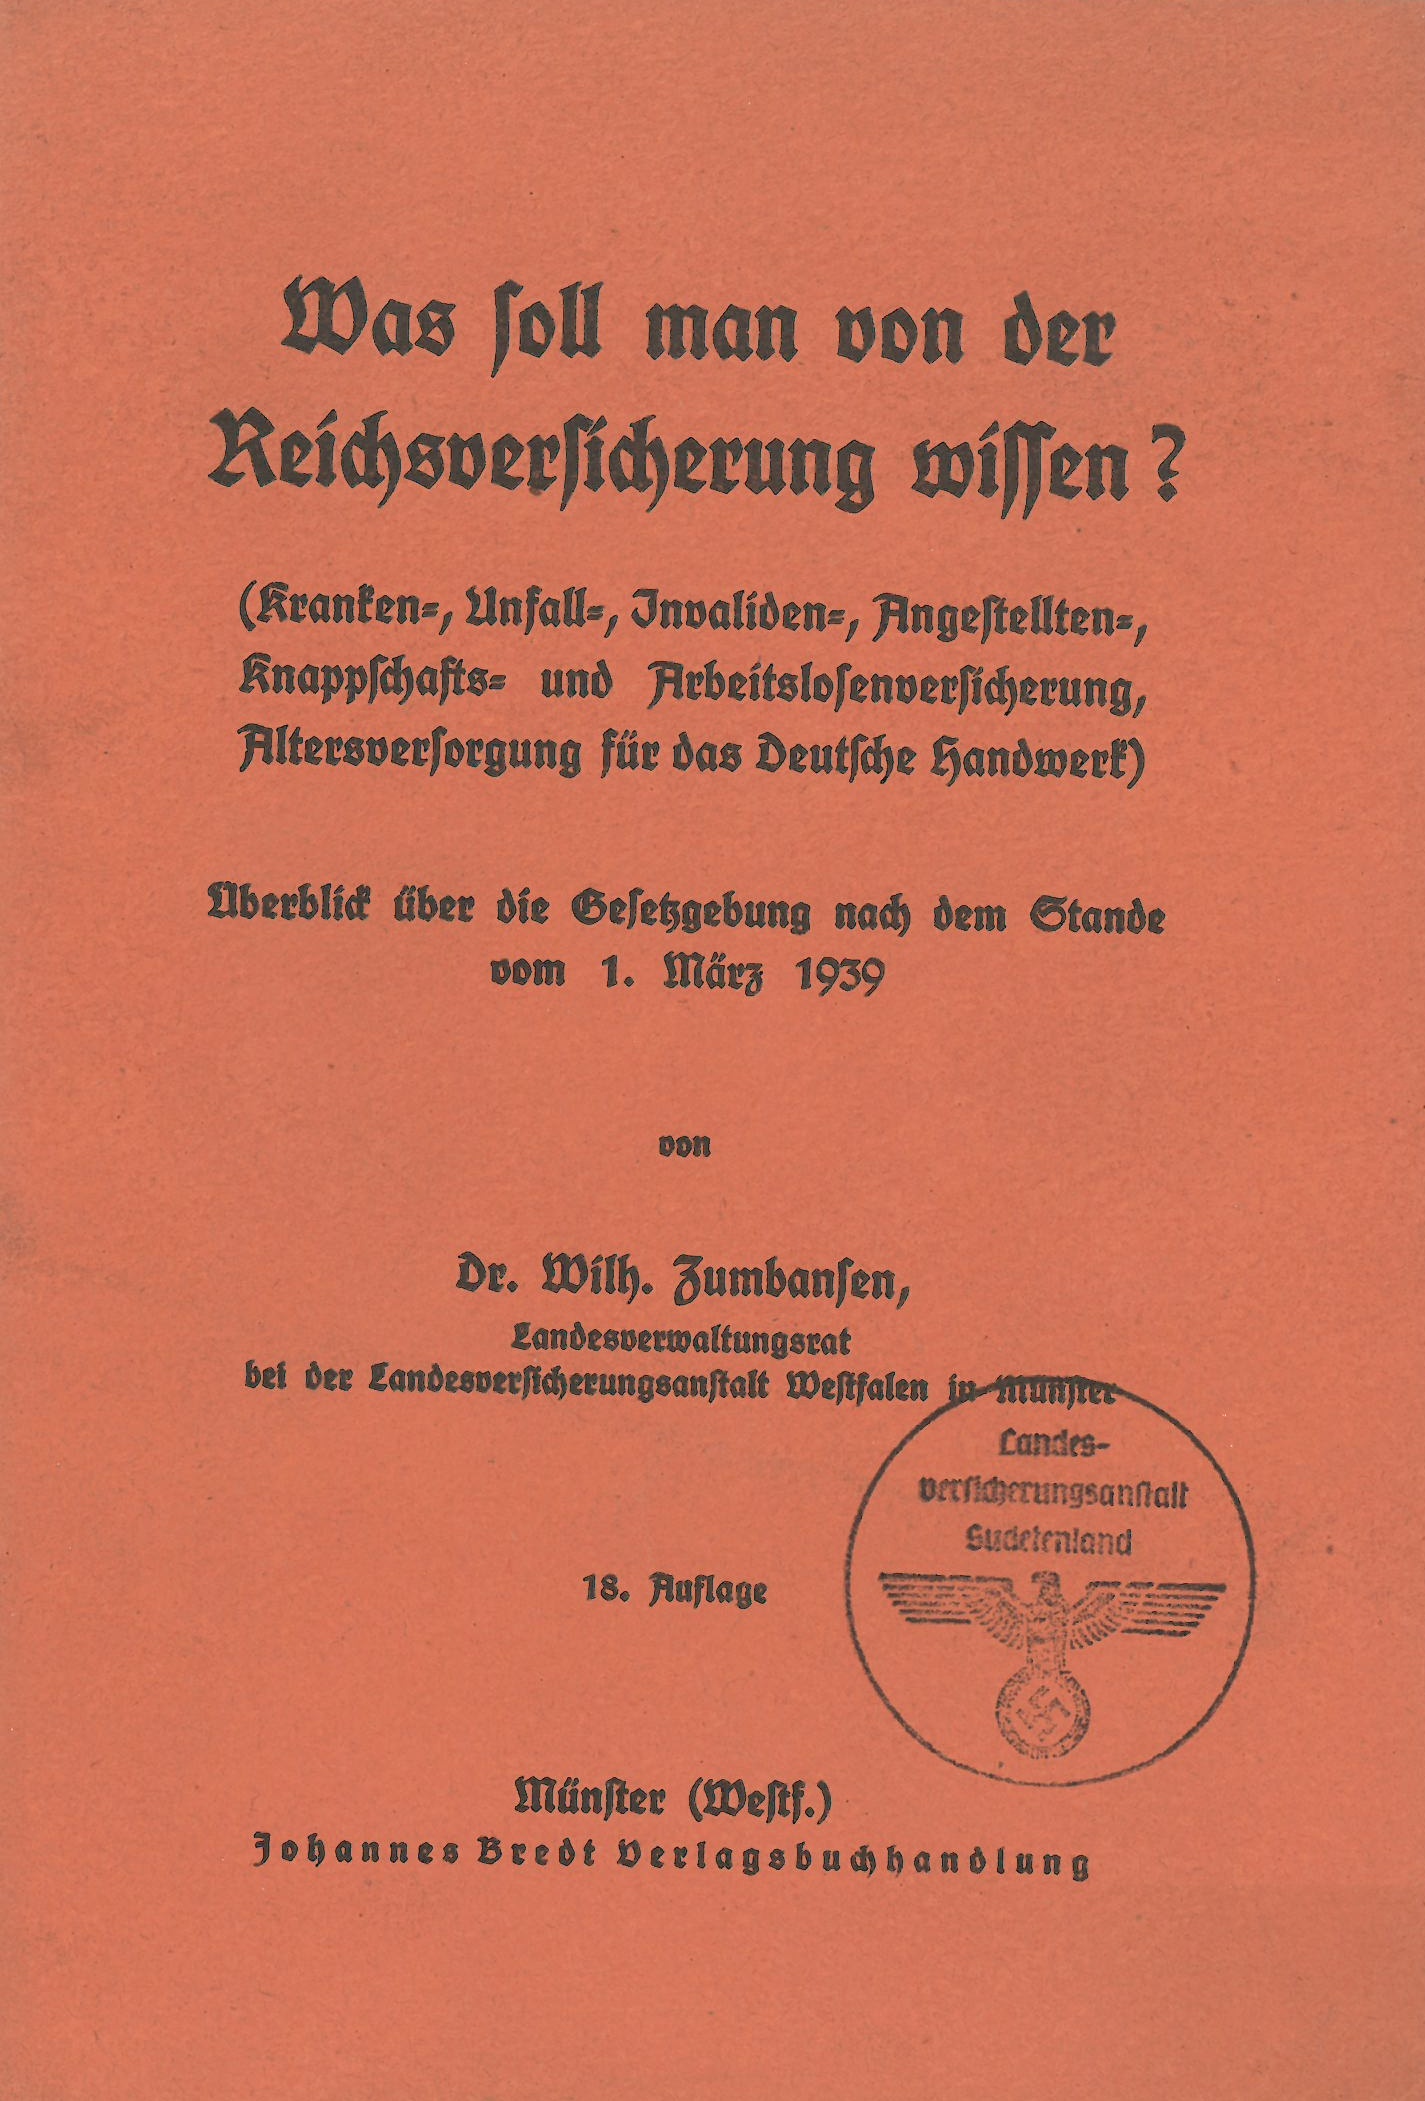 Was soll man von der
Reichsversicherung wissen?
(Kranken=, Unfall=, Invaliden=, Angestellten=,
Knappschafts= und Arbeitslosenversicherung,
Altersversorgung für das Deutsche Handwerk)
Überblick über die Gesetzgebung nach dem Stande
vom 1. März 1939
von
Dr. Wilh. Zumbansen,
Landesverwaltungsrat
bei der Landesversicherungsanstalt Westfalen in Münster
Landes-
versicherungsanstalt
Sudetenland
18. Auflage
Münster (Westf.)
Johannes Bredt Verlagsbuchhandlung